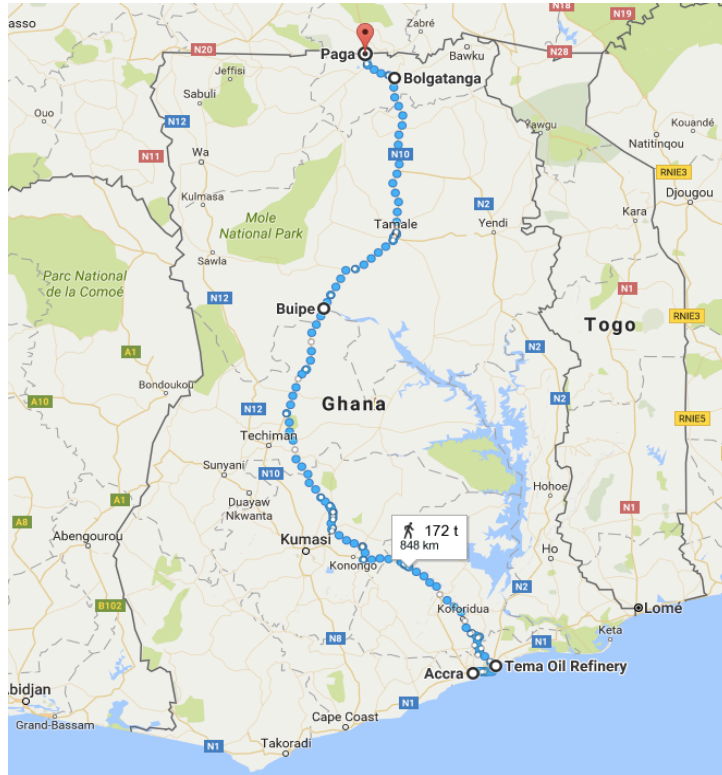 N18
N19
Zabré
asso
N20
Paga
Bawku
N28
Jeffisi
Bolgatanga
Sabuli
Ouo
N12
Kouandé
Yawgu
Natitingou
N11
Wa
N10
RNIE3
Djougou
Kulmasa
Mole
National Park
N2
Kara
Tamale
Yendi
Sawla
Parc National
de la Comoé
N12
N1
Buipe
Togo
RNIE3
A1
N2
Bondoukou
Ghana
A10
N12
N2
RNIE5
Techiman
Sunyani
N10
N1
Hohoe
A1
Duayaw
Nkwanta
172 t
848 km
A8
Kumasi
Abengourou
Konongo
Ho
N2
B102
Koforidua
Lomé
N8
N1
Keta
Accra
Tema Oil Refinery
bidjan
Cape Coast
Grand-Bassam
N1
Takoradi